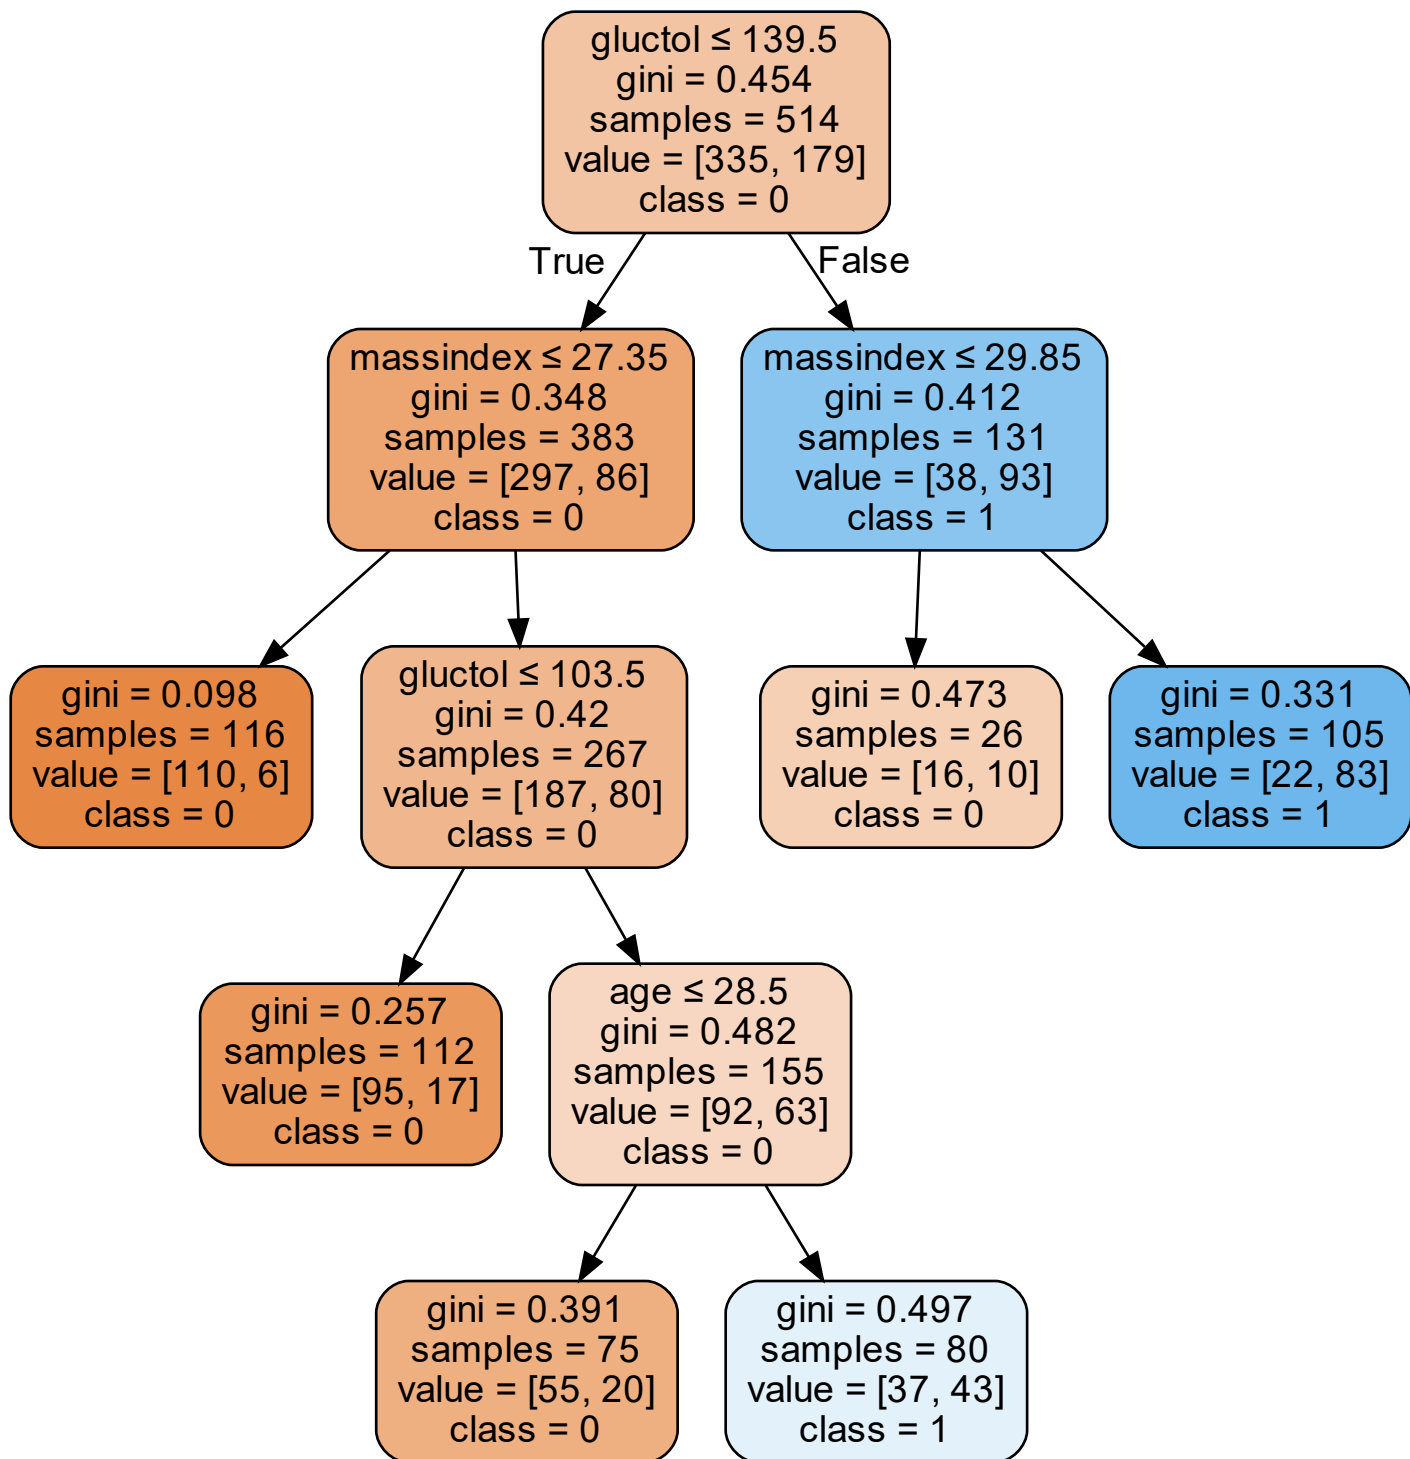 gluctol ≤ 139.5
gini = 0.454
samples = 514
value = [335, 179]
class = 0
True
False
massindex ≤ 27.35
gini = 0.348
samples = 383
value = [297, 86]
class = 0
massindex ≤ 29.85
gini = 0.412
samples = 131
value = [38, 93]
class = 1
gini = 0.098
samples = 116
value = [110, 6]
class = 0
gluctol ≤ 103.5
gini = 0.42
samples = 267
value = [187, 80]
class = 0
gini = 0.473
samples = 26
value = [16, 10]
class = 0
gini = 0.331
samples = 105
value = [22, 83]
class = 1
gini = 0.257
samples = 112
value = [95, 17]
class = 0
age ≤ 28.5
gini = 0.482
samples = 155
value = [92, 63]
class = 0
gini = 0.391
samples = 75
value = [55, 20]
class = 0
gini = 0.497
samples = 80
value = [37, 43]
class = 1